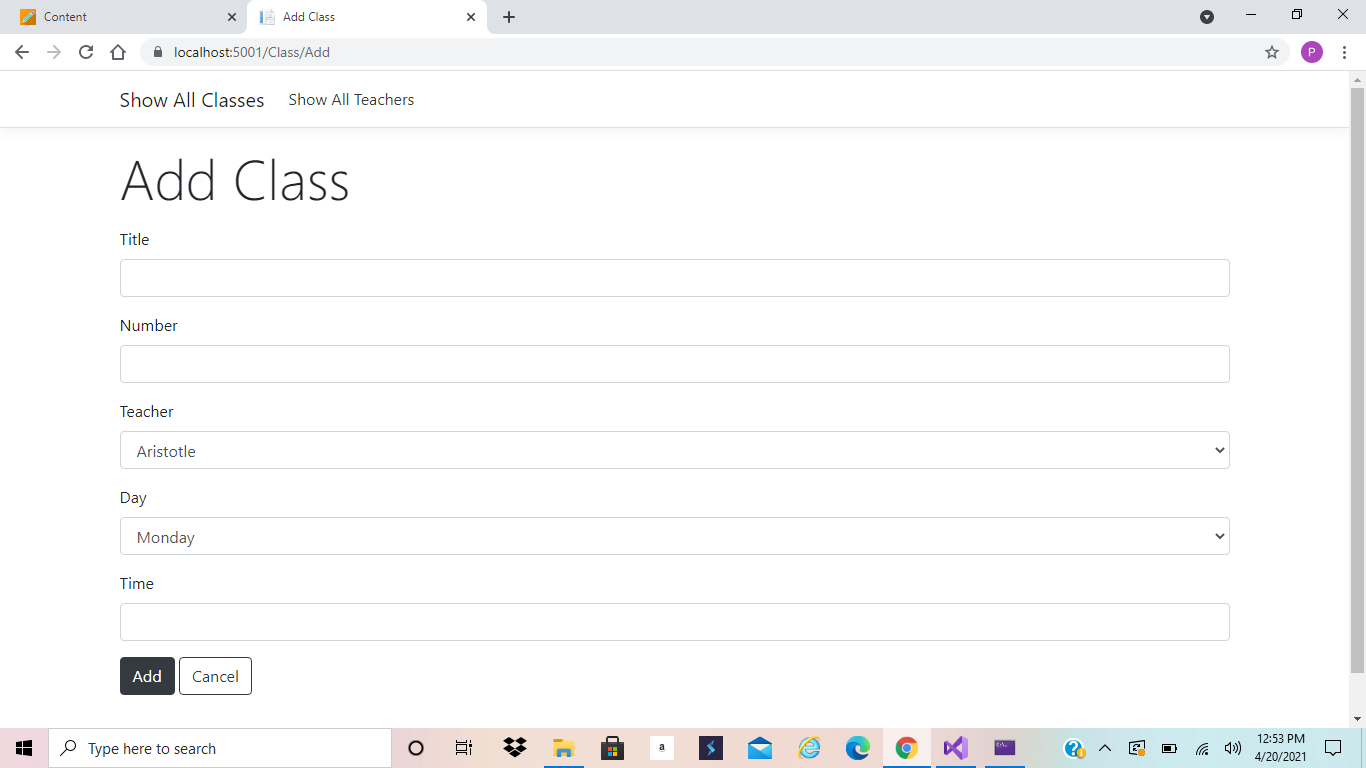 Content
Add Class
localhost:5001/Class/Add
P
Show All Classes
Show All Teachers
Add Class
Title
Number
Teacher
Aristotle
Day
Monday
Time
Add
Cancel
Type here to search
a
12:53 PM
4/20/2021